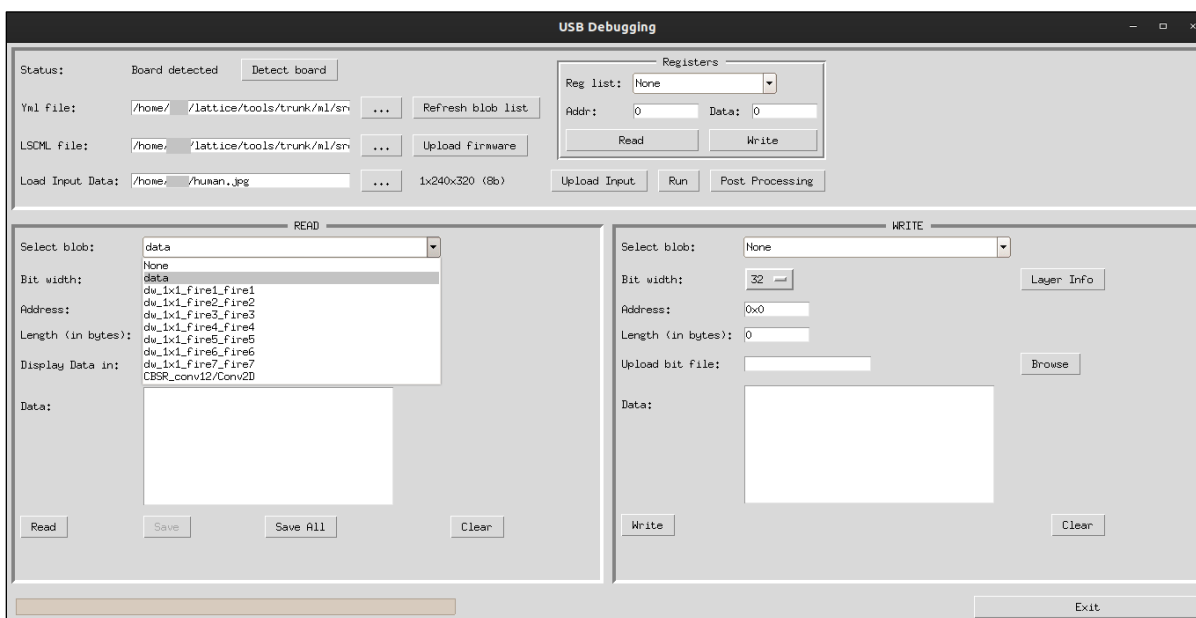 USB Debugging
Status: Board detected Detect board
Yml file: /home/ /lattice/tools/trunk/ml/sr ... Refresh blob list
LSCML file: /home/ /lattice/tools/trunk/ml/sr ... Upload firmware
Load Input Data: /home/ /human.jpg ... 1x240x320 (8b) Upload Input Run Post Processing
Registers
Reg list: None
Addr: 0 Data: 0
Read Write
READ
Select blob: data
None
data
dw_1x1_fire1_fire1
dw_1x1_fire2_fire2
dw_1x1_fire3_fire3
dw_1x1_fire4_fire4
dw_1x1_fire5_fire5
dw_1x1_fire6_fire6
dw_1x1_fire7_fire7
CBSR_conv12/Conv2D
Bit width:
Address:
Length (in bytes):
Display Data in:
Data:
Read Save Save All Clear
WRITE
Select blob: None
Bit width: 32 Layer Info
Address: 0x0
Length (in bytes): 0
Upload bit file: Browse
Data:
Write Clear
Exit